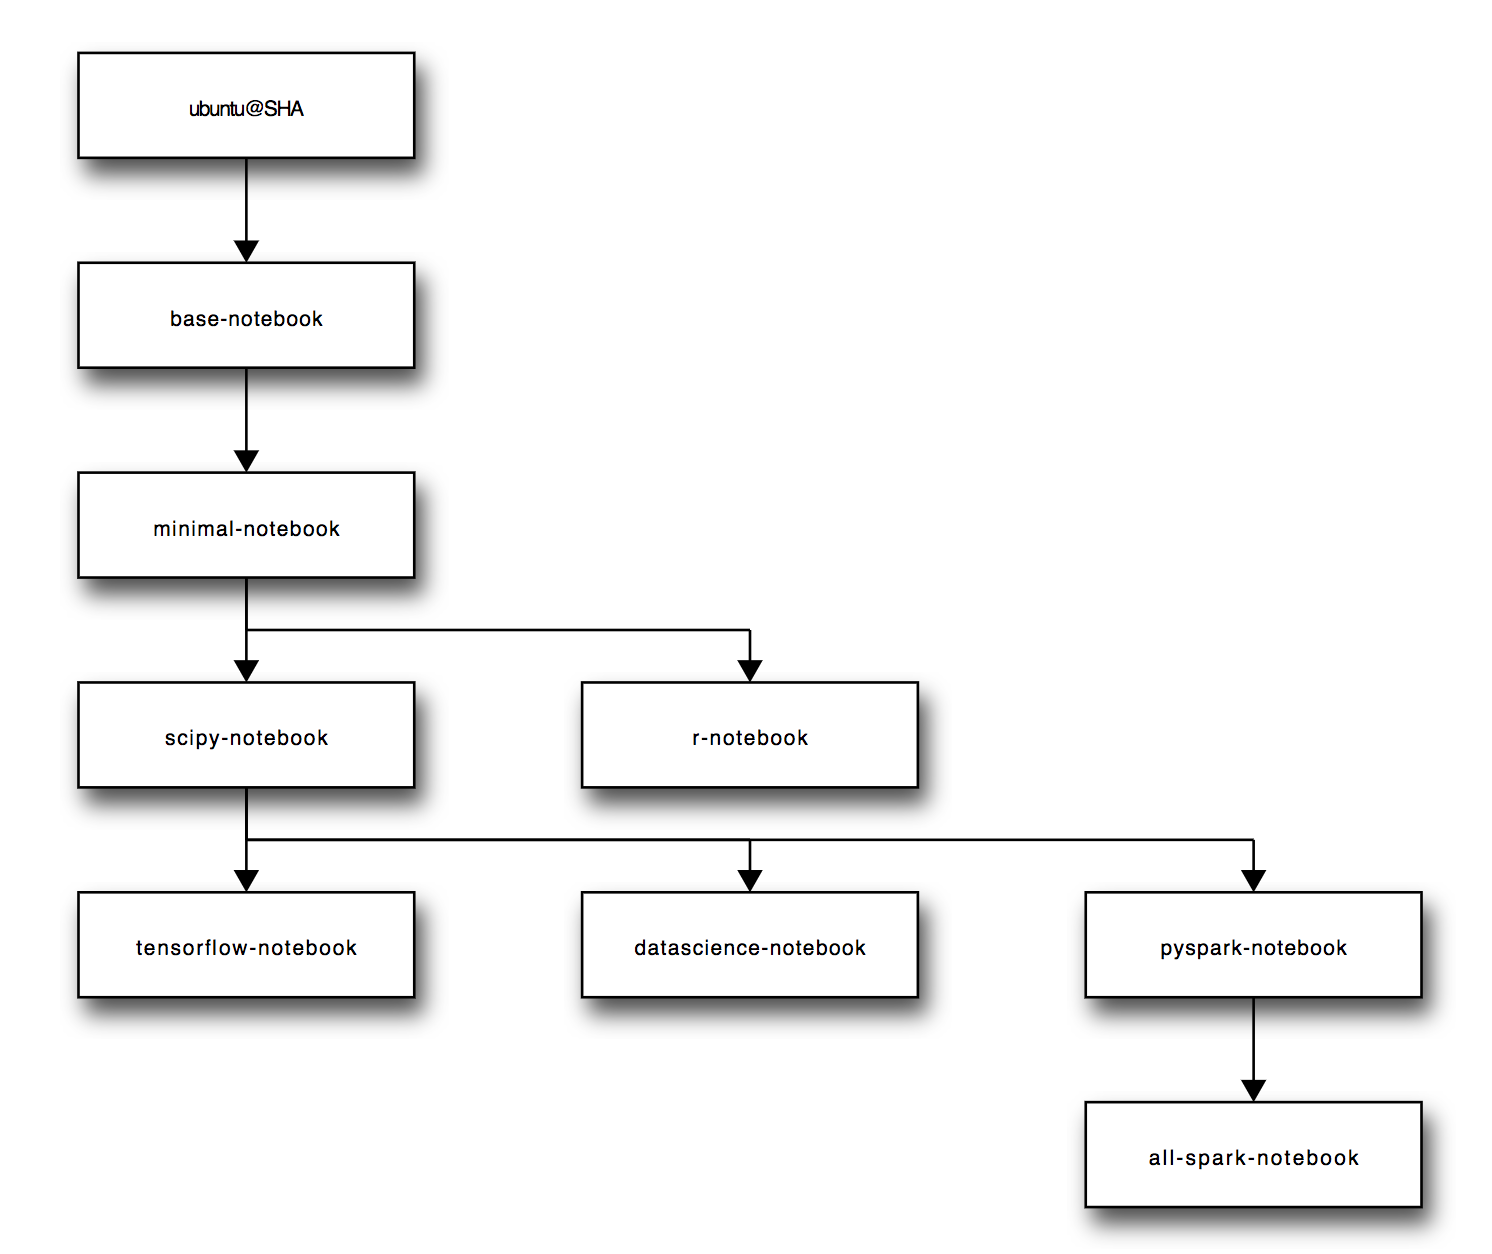 ubuntu@SHA
base-notebook
minimal-notebook
scipy-notebook
r-notebook
tensorflow-notebook
datascience-notebook
pyspark-notebook
all-spark-notebook